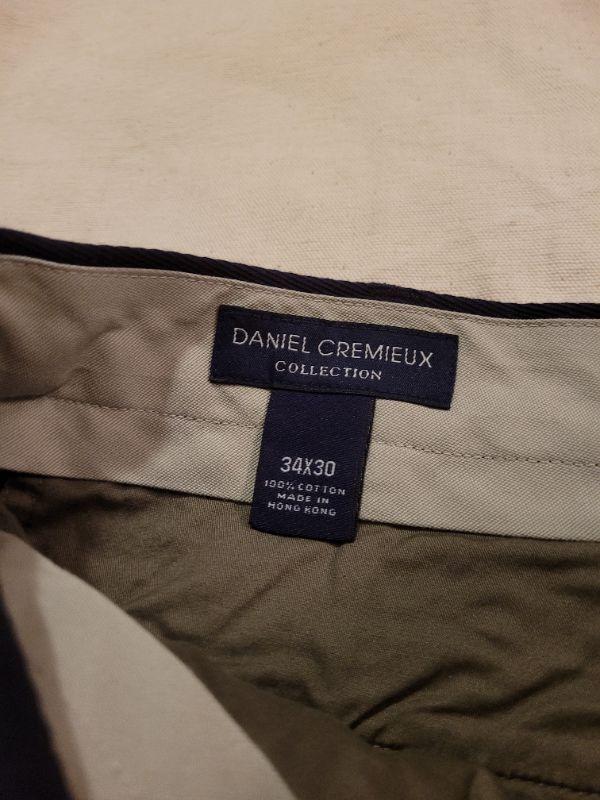 DANIEL CREMIEUX
COLLECTION
34X30
100% COTTON
MADE IN
HONG KONG